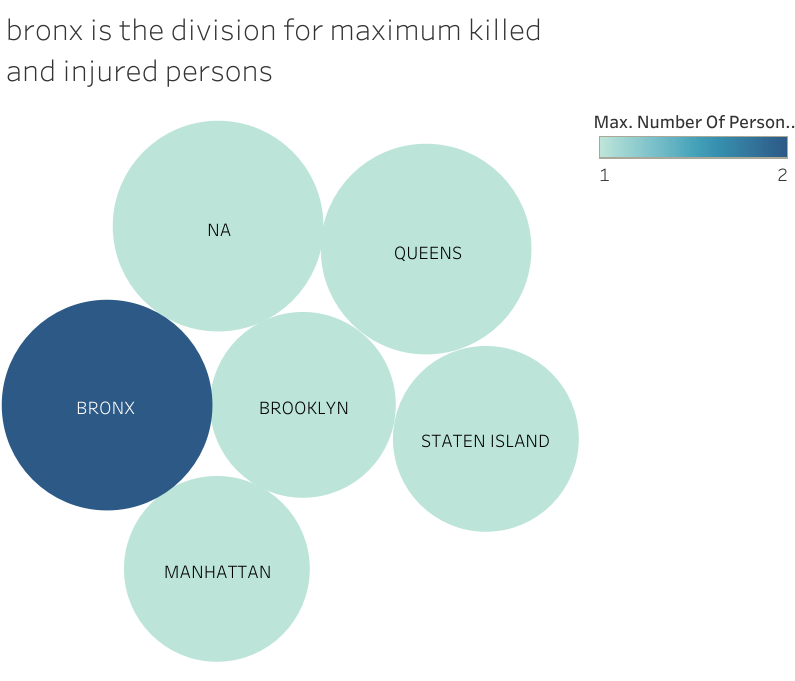 bronx is the division for maximum killed
and injured persons
Max. Number Of Person..
1 2
NA
QUEENS
BRONX
BROOKLYN
STATEN ISLAND
MANHATTAN